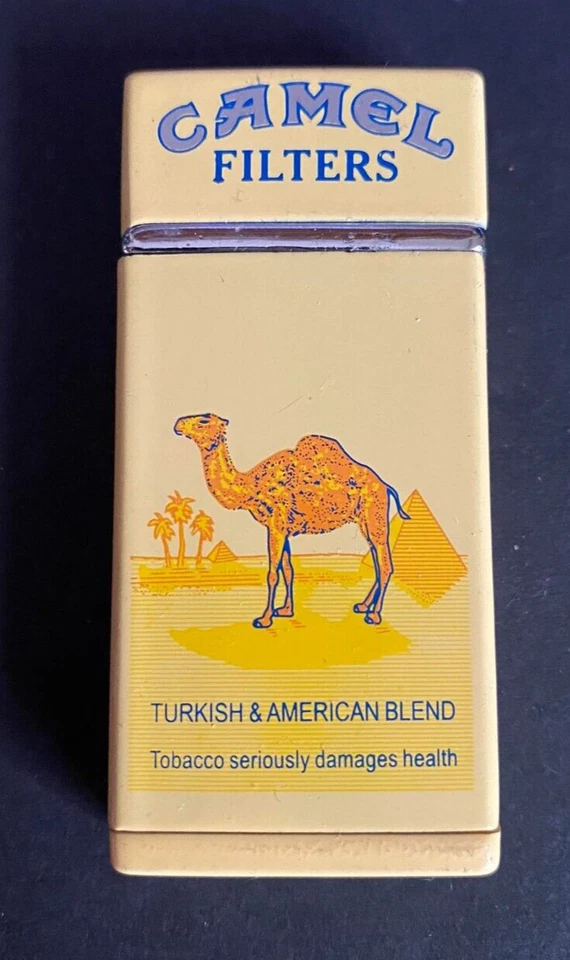 CAMEL
FILTERS
TURKISH & AMERICAN BLEND
Tobacco seriously damages health